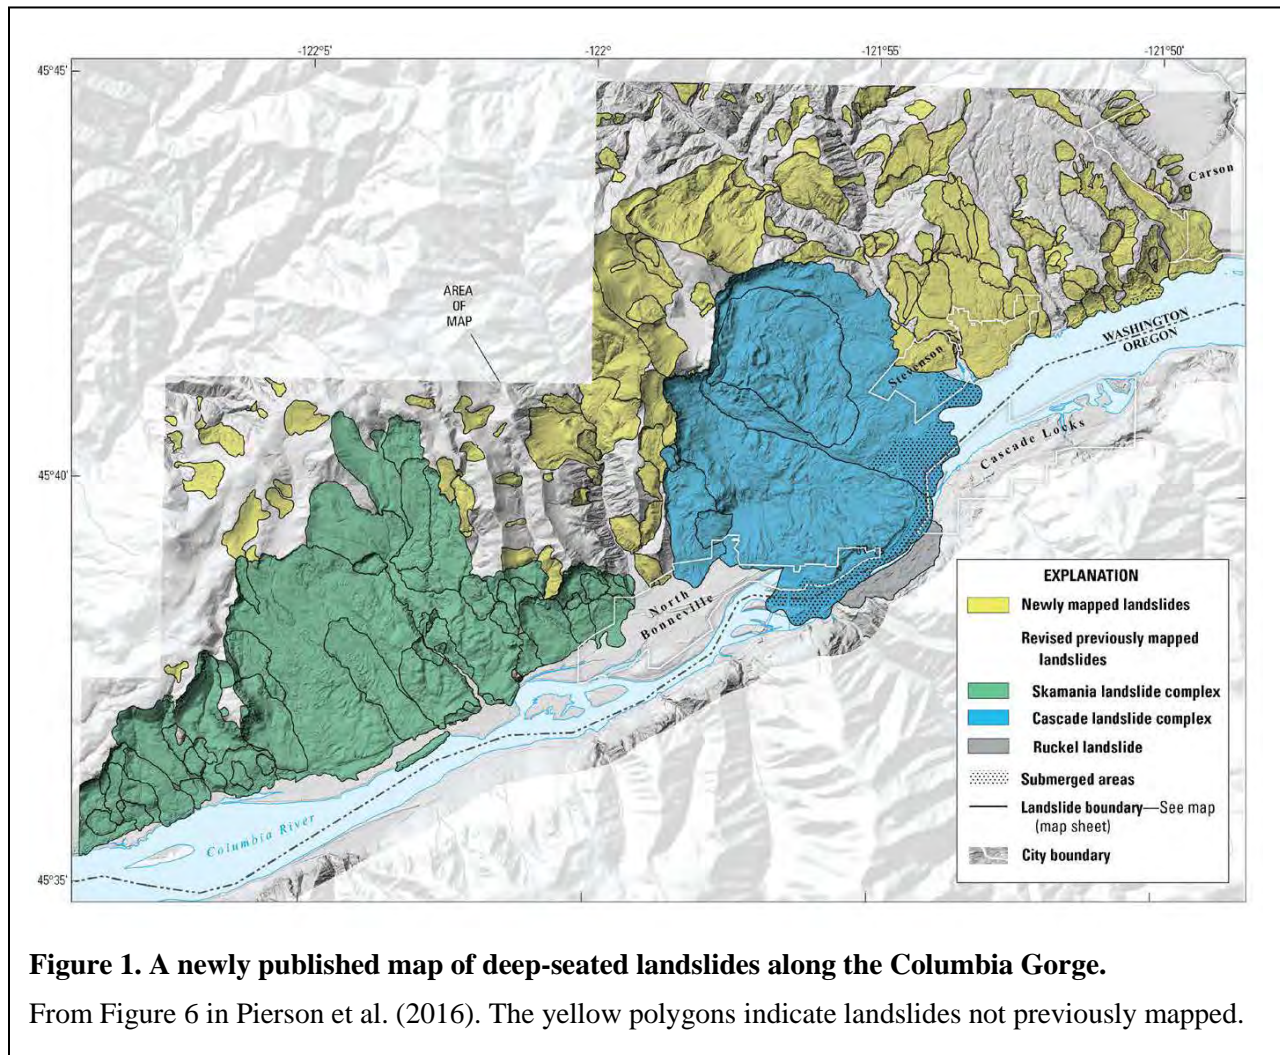 -122°5'
-122°
-121°55'
-121°50'
45°45'
45°40'
45°35'
AREA
OF
MAP
Carson
WASHINGTON
OREGON
Stevenson
Cascade Locks
North
Bonneville
Columbia River
EXPLANATION
Newly mapped landslides
Revised previously mapped
landslides
Skamania landslide complex
Cascade landslide complex
Ruckel landslide
Submerged areas
Landslide boundary—See map
(map sheet)
City boundary
Figure 1. A newly published map of deep-seated landslides along the Columbia Gorge.
From Figure 6 in Pierson et al. (2016). The yellow polygons indicate landslides not previously mapped.